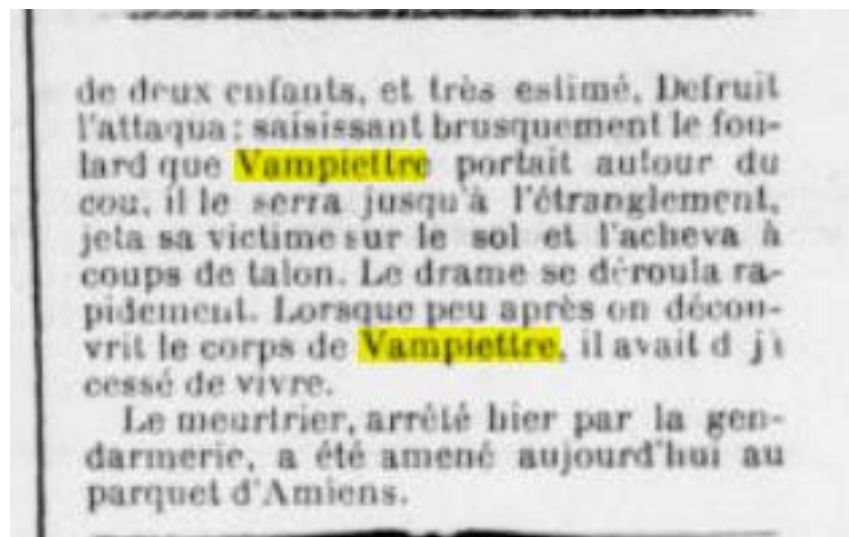 de deux enfants, et très estimé, Defruit
l'attaqua ; saisissant brusquement le fou-
lard que Vampiettre portait autour du
cou, il le serra jusqu'à l'étranglement,
jeta sa victime sur le sol et l'acheva à
coups de talon. Le drame se déroula ra-
pidement. Lorsque peu après on décou-
vrit le corps de Vampiettre, il avait d j
cessé de vivre.
Le meurtrier, arrêté hier par la gen-
darmerie, a été amené aujourd'hui au
parquet d'Amiens.